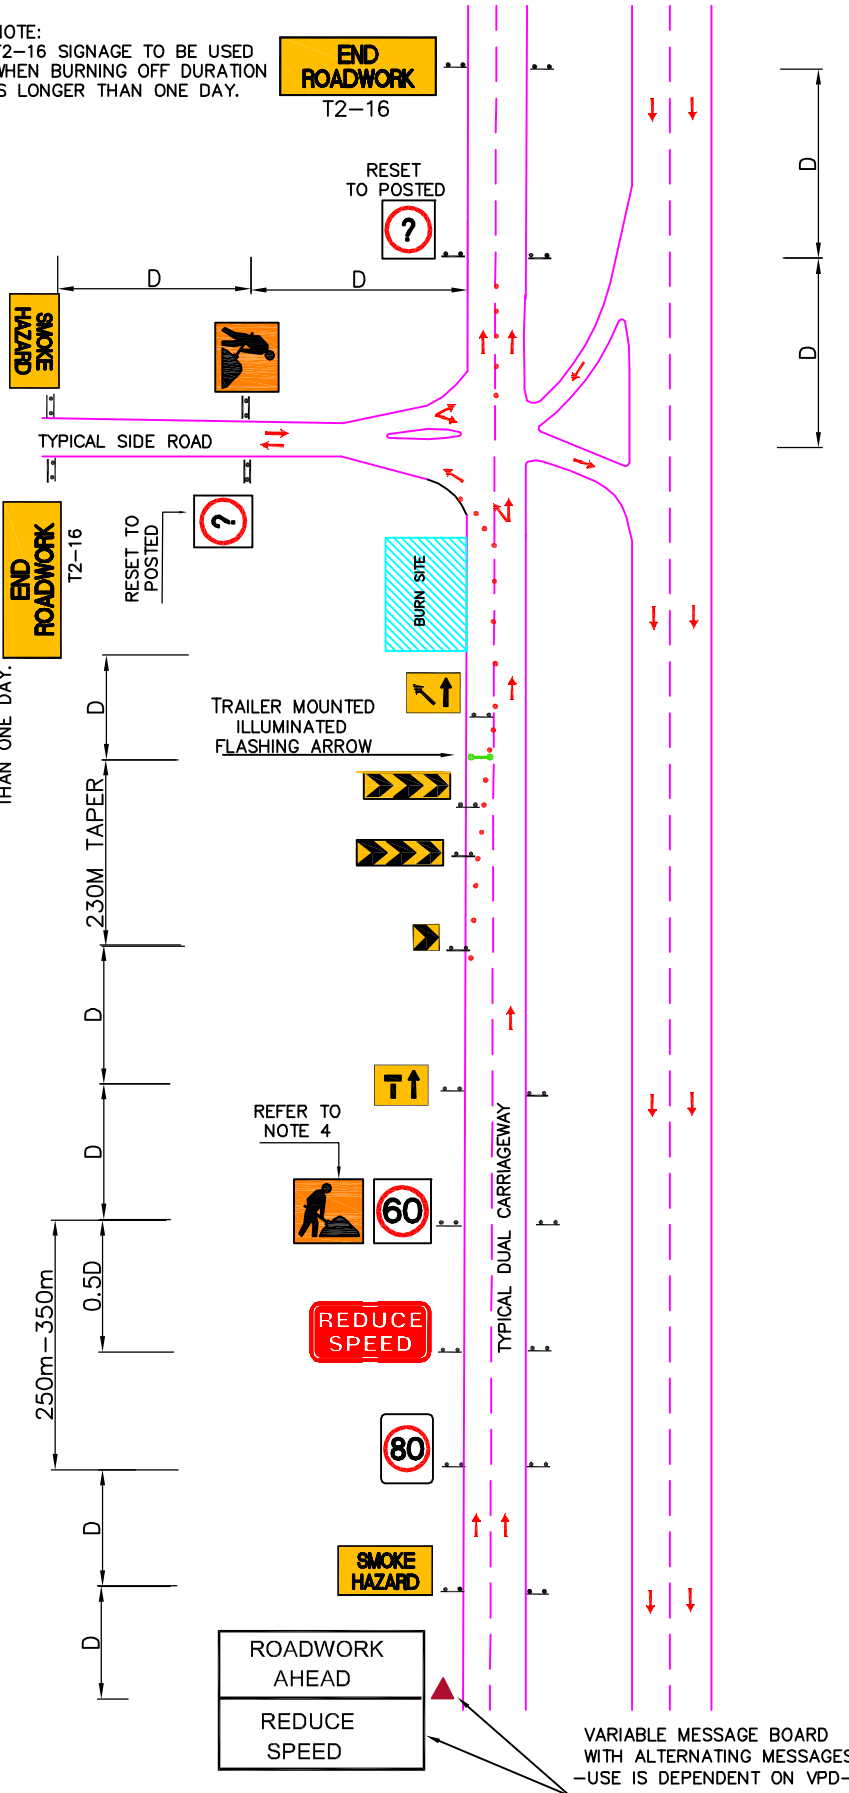 NOTE:
T2-16 SIGNAGE TO BE USED
WHEN BURNING OFF DURATION
IS LONGER THAN ONE DAY.
END
ROADWORK
T2-16
RESET
TO POSTED
?
D
D
D
D
SMOKE
HAZARD
TYPICAL SIDE ROAD
END
ROADWORK
T2-16
RESET TO
POSTED
?
BURN SITE
THAN ONE DAY.
D
TRAILER MOUNTED
ILLUMINATED
FLASHING ARROW
230M TAPER
D
D
REFER TO
NOTE 4
60
TYPICAL DUAL CARRIAGEWAY
0.5D
250m-350m
REDUCE
SPEED
80
D
SMOKE
HAZARD
D
ROADWORK
AHEAD
REDUCE
SPEED
VARIABLE MESSAGE BOARD
WITH ALTERNATING MESSAGES
-USE IS DEPENDENT ON VPD-